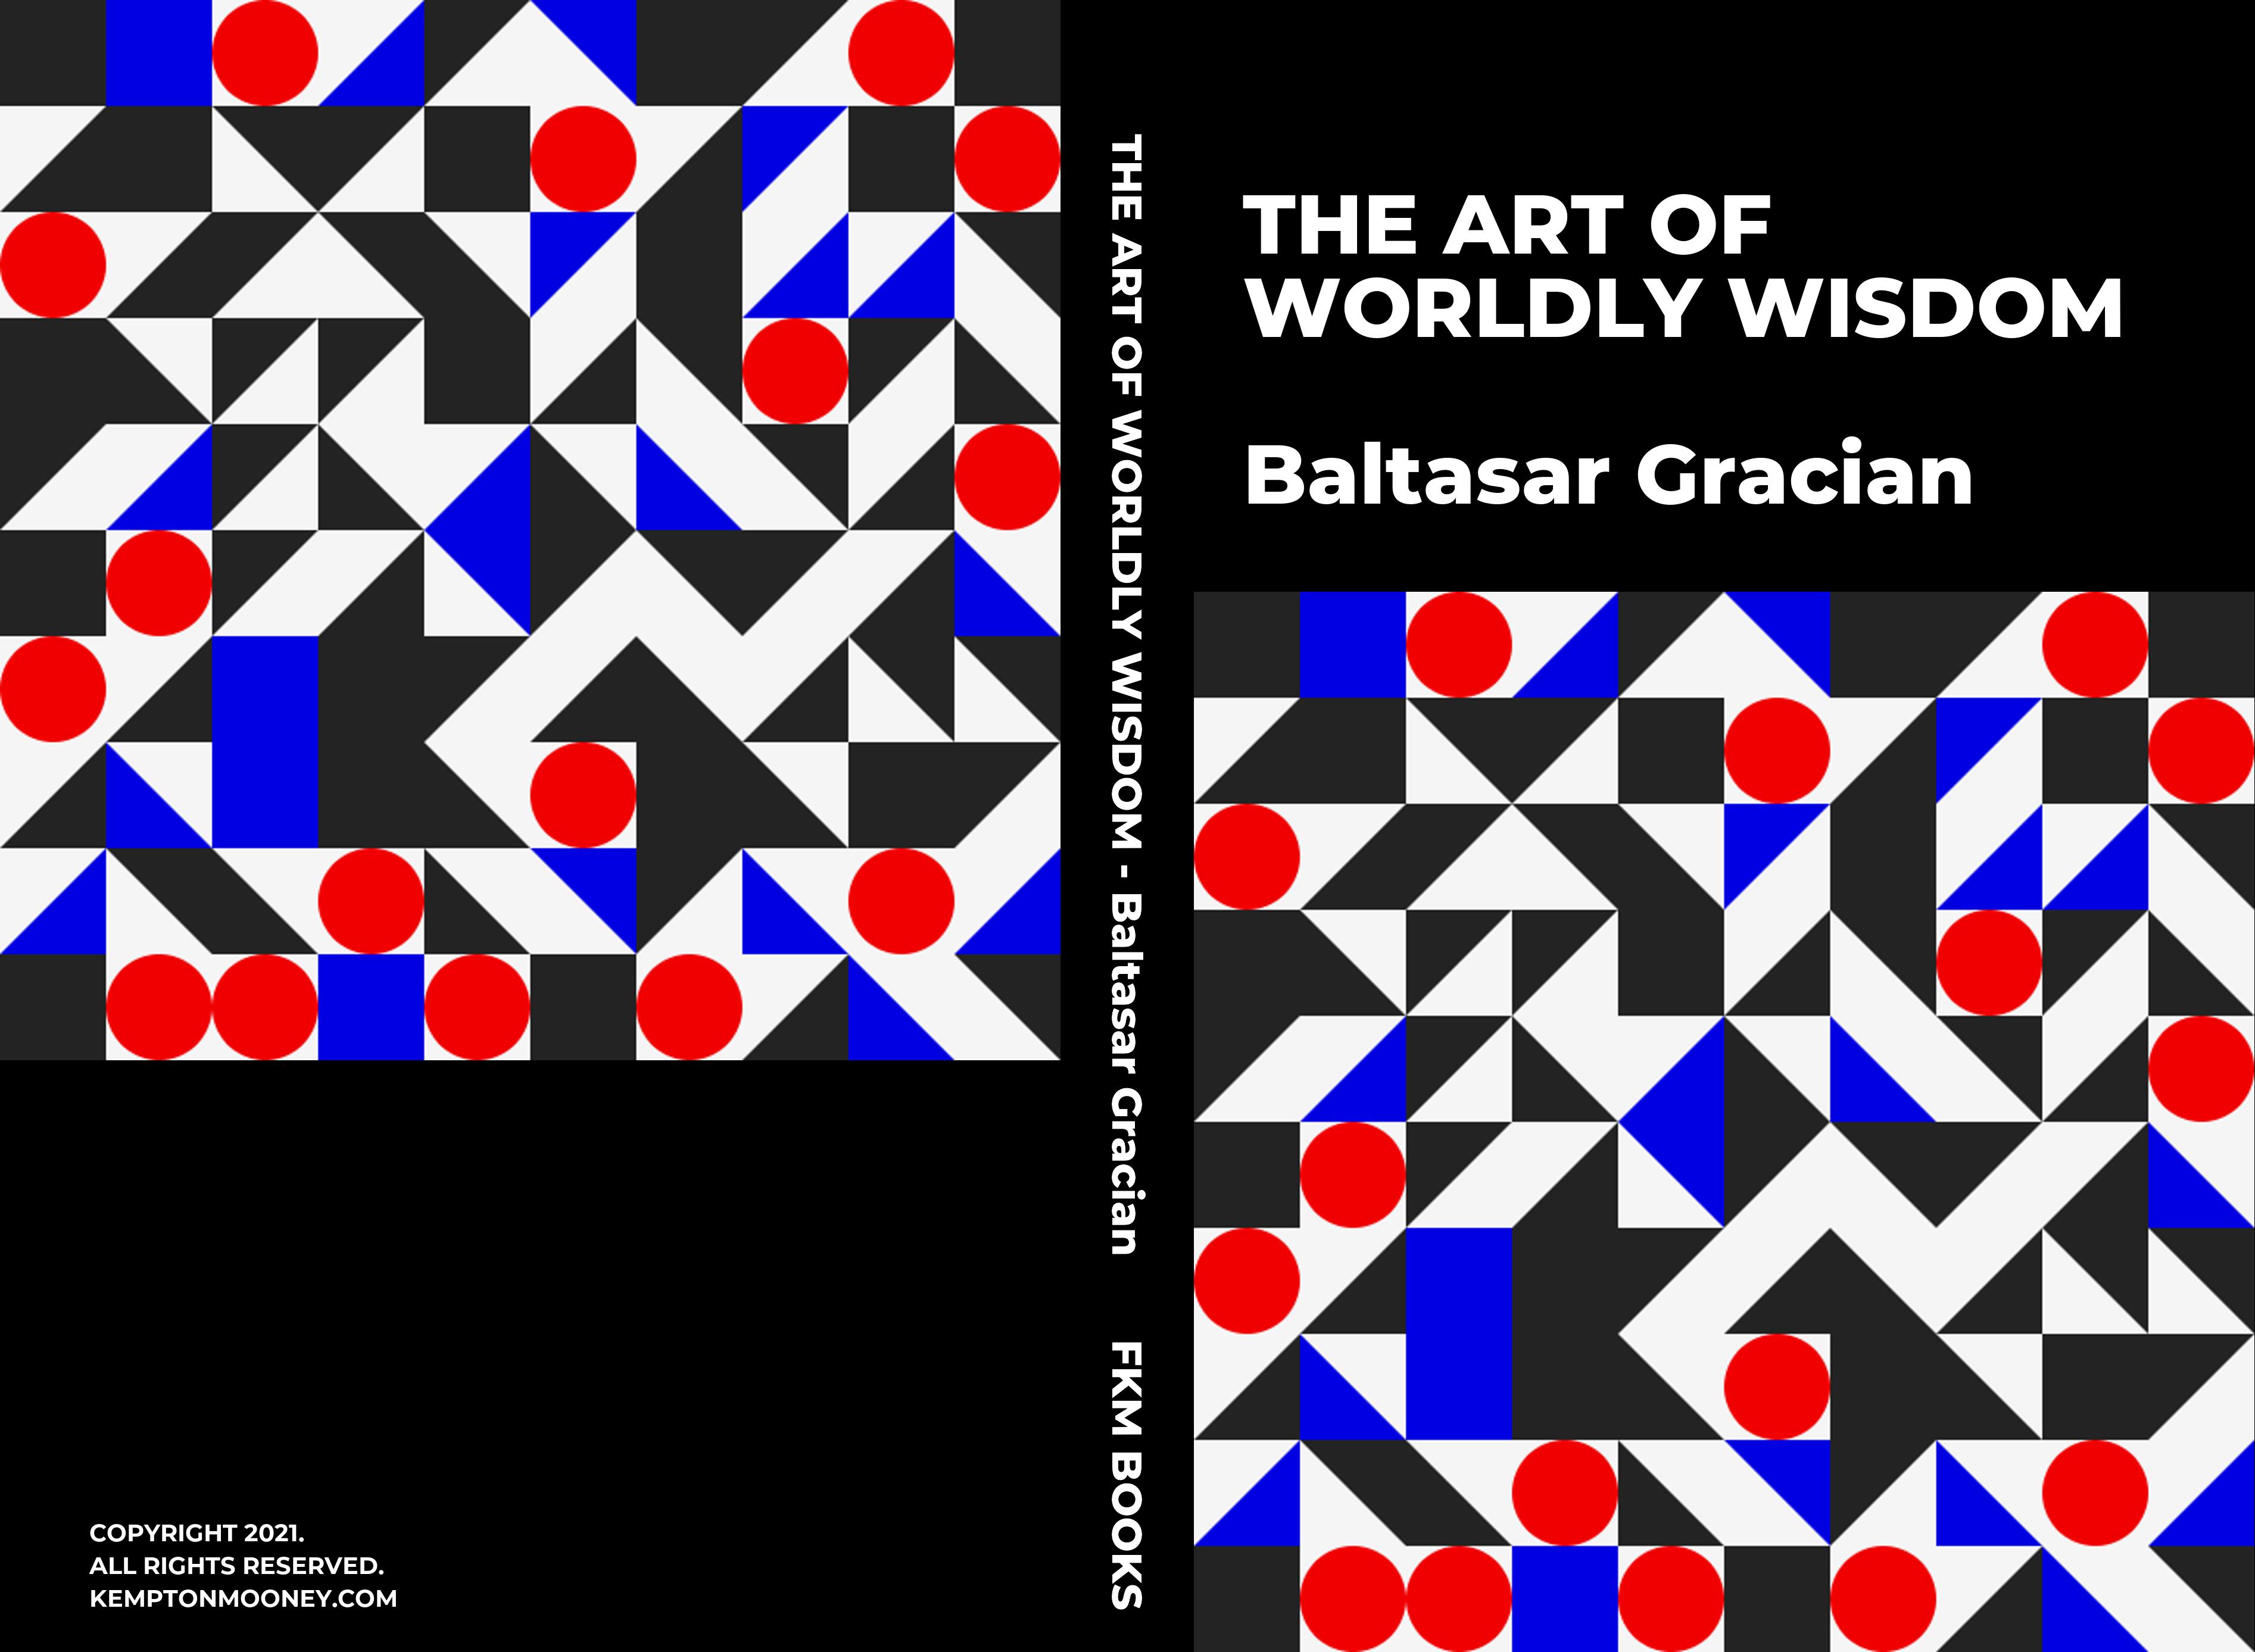 THE ART OF
WORLDLY WISDOM
Baltasar Gracian
THE ART OF WORLDLY WISDOM - Baltasar Gracian
FKM BOOKS
COPYRIGHT 2021.
ALL RIGHTS RESERVED.
KEMPTONMOONEY.COM